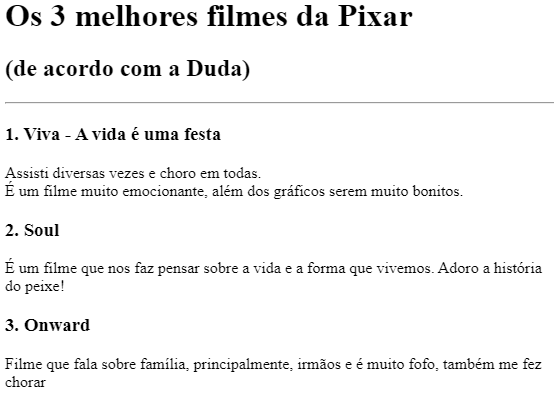 Os 3 melhores filmes da Pixar
(de acordo com a Duda)
1. Viva - A vida é uma festa
Assisti diversas vezes e choro em todas.
É um filme muito emocionante, além dos gráficos serem muito bonitos.
2. Soul
É um filme que nos faz pensar sobre a vida e a forma que vivemos. Adoro a história
do peixe!
3. Onward
Filme que fala sobre família, principalmente, irmãos e é muito fofo, também me fez
chorar